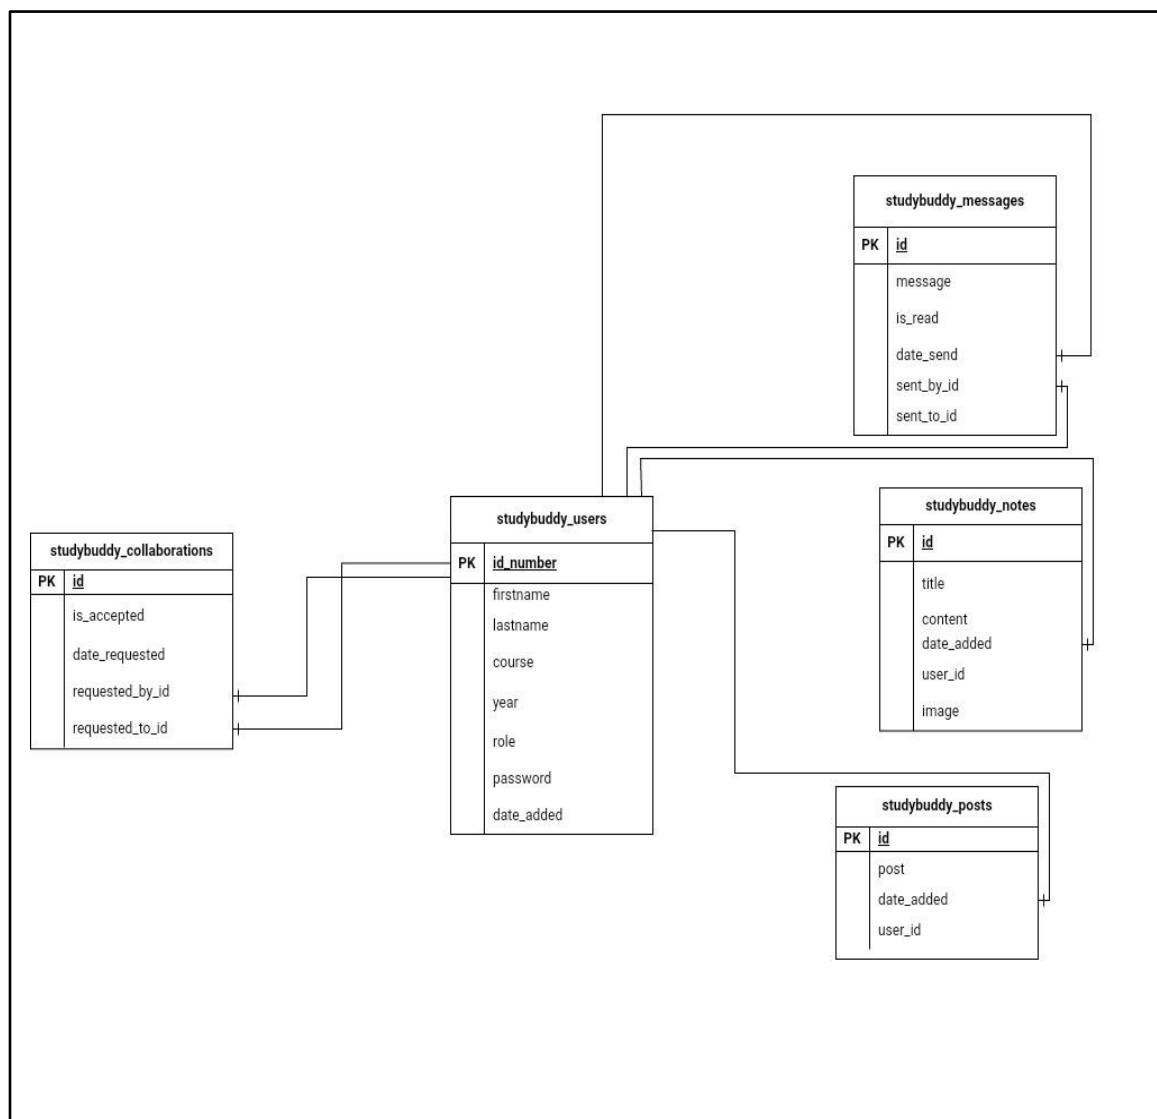 studybuddy_messages
PK id
message
is_read
date_send
sent_by_id
sent_to_id
studybuddy_notes
PK id
title
content
date_added
user_id
image
studybuddy_users
PK id_number
firstname
lastname
course
year
role
password
date_added
studybuddy_collaborations
PK id
is_accepted
date_requested
requested_by_id
requested_to_id
studybuddy_posts
PK id
post
date_added
user_id